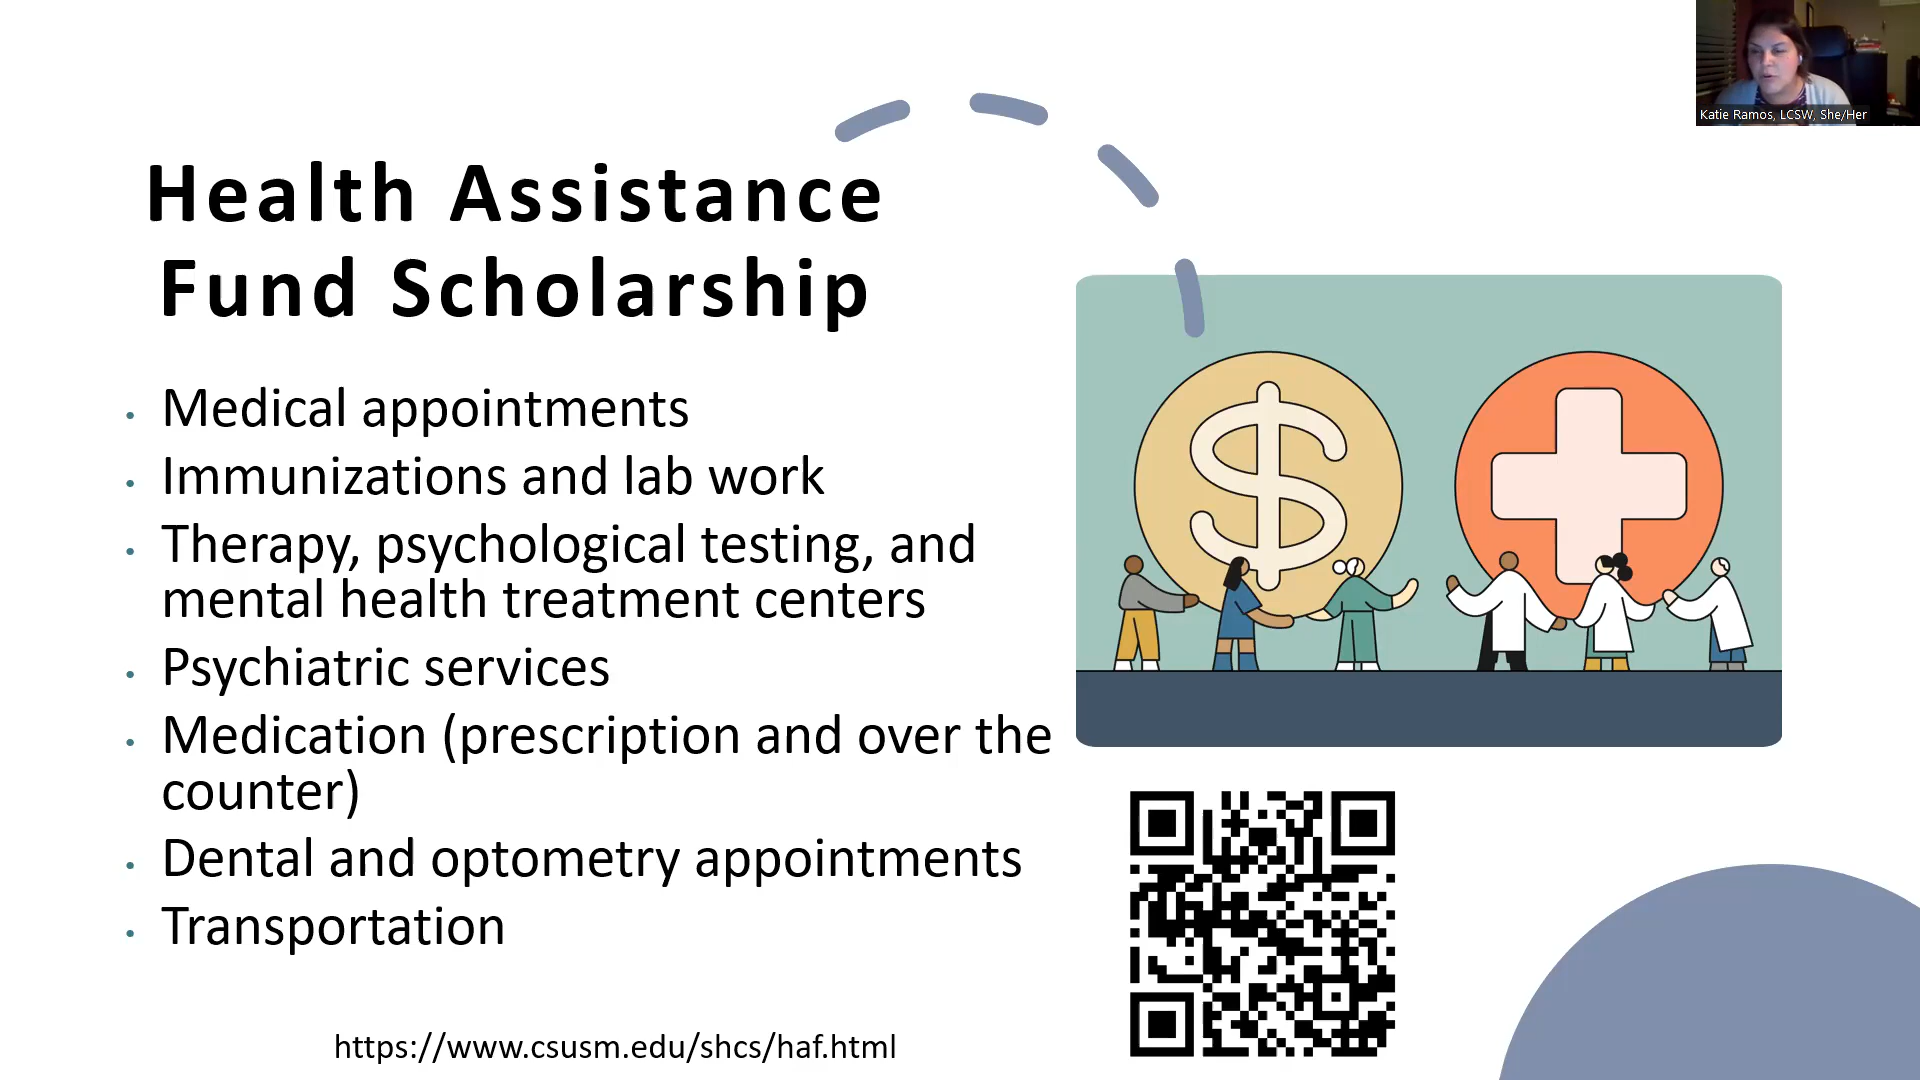 Katie Ramos, LCSW, She/Her
Health Assistance
Fund Scholarship
• Medical appointments
• Immunizations and lab work
• Therapy, psychological testing, and
mental health treatment centers
• Psychiatric services
• Medication (prescription and over the
counter)
• Dental and optometry appointments
• Transportation
$
https://www.csusm.edu/shcs/haf.html